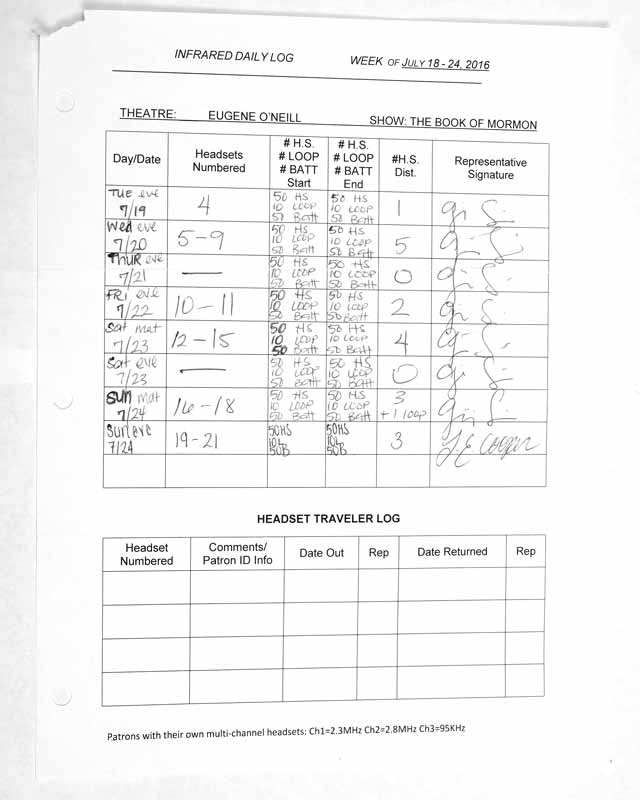 INFRARED DAILY LOG WEEK OF JULY 18 - 24, 2016
THEATRE: EUGENE O'NEILL SHOW: THE BOOK OF MORMON
Day/Date
Headsets
Numbered
# H.S.
# LOOP
# BATT
Start
# H.S.
# LOOP
# BATT
End
#H.S.
Dist.
Representative
Signature
TUE eve
7/19
4
50 HS
10 LOOP
50 Batt
50 HS
10 LOOP
50 Batt
1
Wed eve
7/20
5-9
50 HS
10 LOOP
50 Batt
50 HS
10 LOOP
50 Batt
5
THUR eve
7/21
—
50 HS
10 LOOP
50 Batt
50 HS
10 LOOP
50 Batt
0
FRI eve
7/22
10-11
50 HS
10 LOOP
50 Batt
50 HS
10 LOOP
50 Batt
2
Sat mat
7/23
12-15
50 HS
10 LOOP
50 Batt
50 HS
10 LOOP
50 Batt
4
Sat eve
7/23
—
50 HS
10 LOOP
50 Batt
50 HS
10 LOOP
50 Batt
0
SUN mat
7/24
16-18
50 HS
10 LOOP
50 Batt
50 HS
10 LOOP
50 Batt
3
+1 loop
Sun eve
7/24
19-21
50HS
10L
50B
50HS
10L
50B
3
J.E. Cooper
HEADSET TRAVELER LOG
Headset
Numbered
Comments/
Patron ID Info
Date Out
Rep
Date Returned
Rep
Patrons with their own multi-channel headsets: Ch1=2.3MHz Ch2=2.8MHz Ch3=95KHz